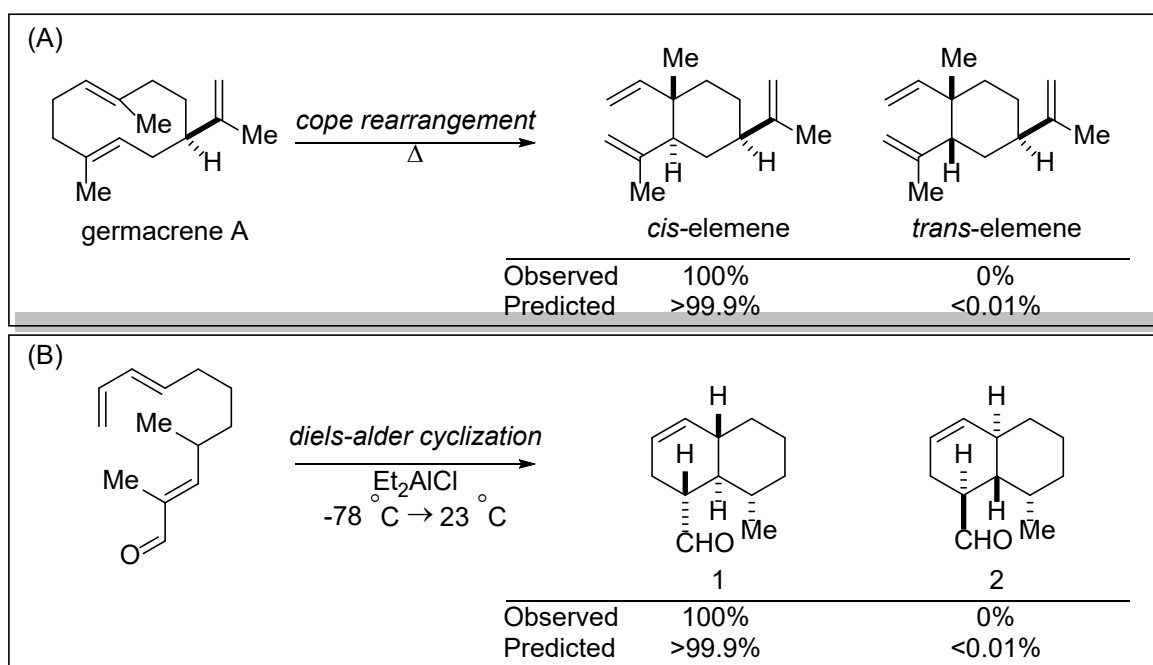 (A)
Me
Me
Me
H
germacrene A
cope rearrangement
Δ
Me
Me
H
H
Me
cis-elemene
Me
Me
H
H
Me
trans-elemene
Observed 100% 0%
Predicted >99.9% <0.01%
(B)
Me
Me
O
diels-alder cyclization
Et2AlCl
-78 °C → 23 °C
H
H
H
Me
CHO
1
H
H
H
Me
CHO
2
Observed 100% 0%
Predicted >99.9% <0.01%